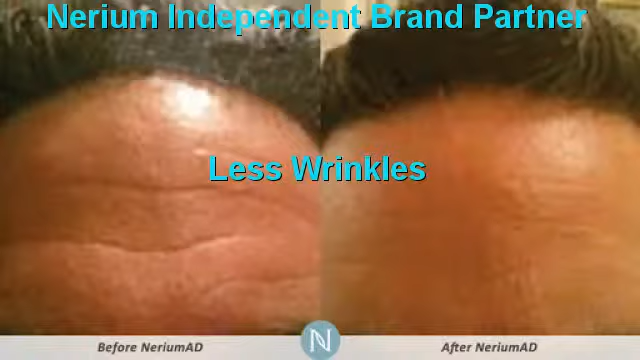 Nerium Independent Brand Partner
Less Wrinkles
Before NeriumAD
N
After NeriumAD